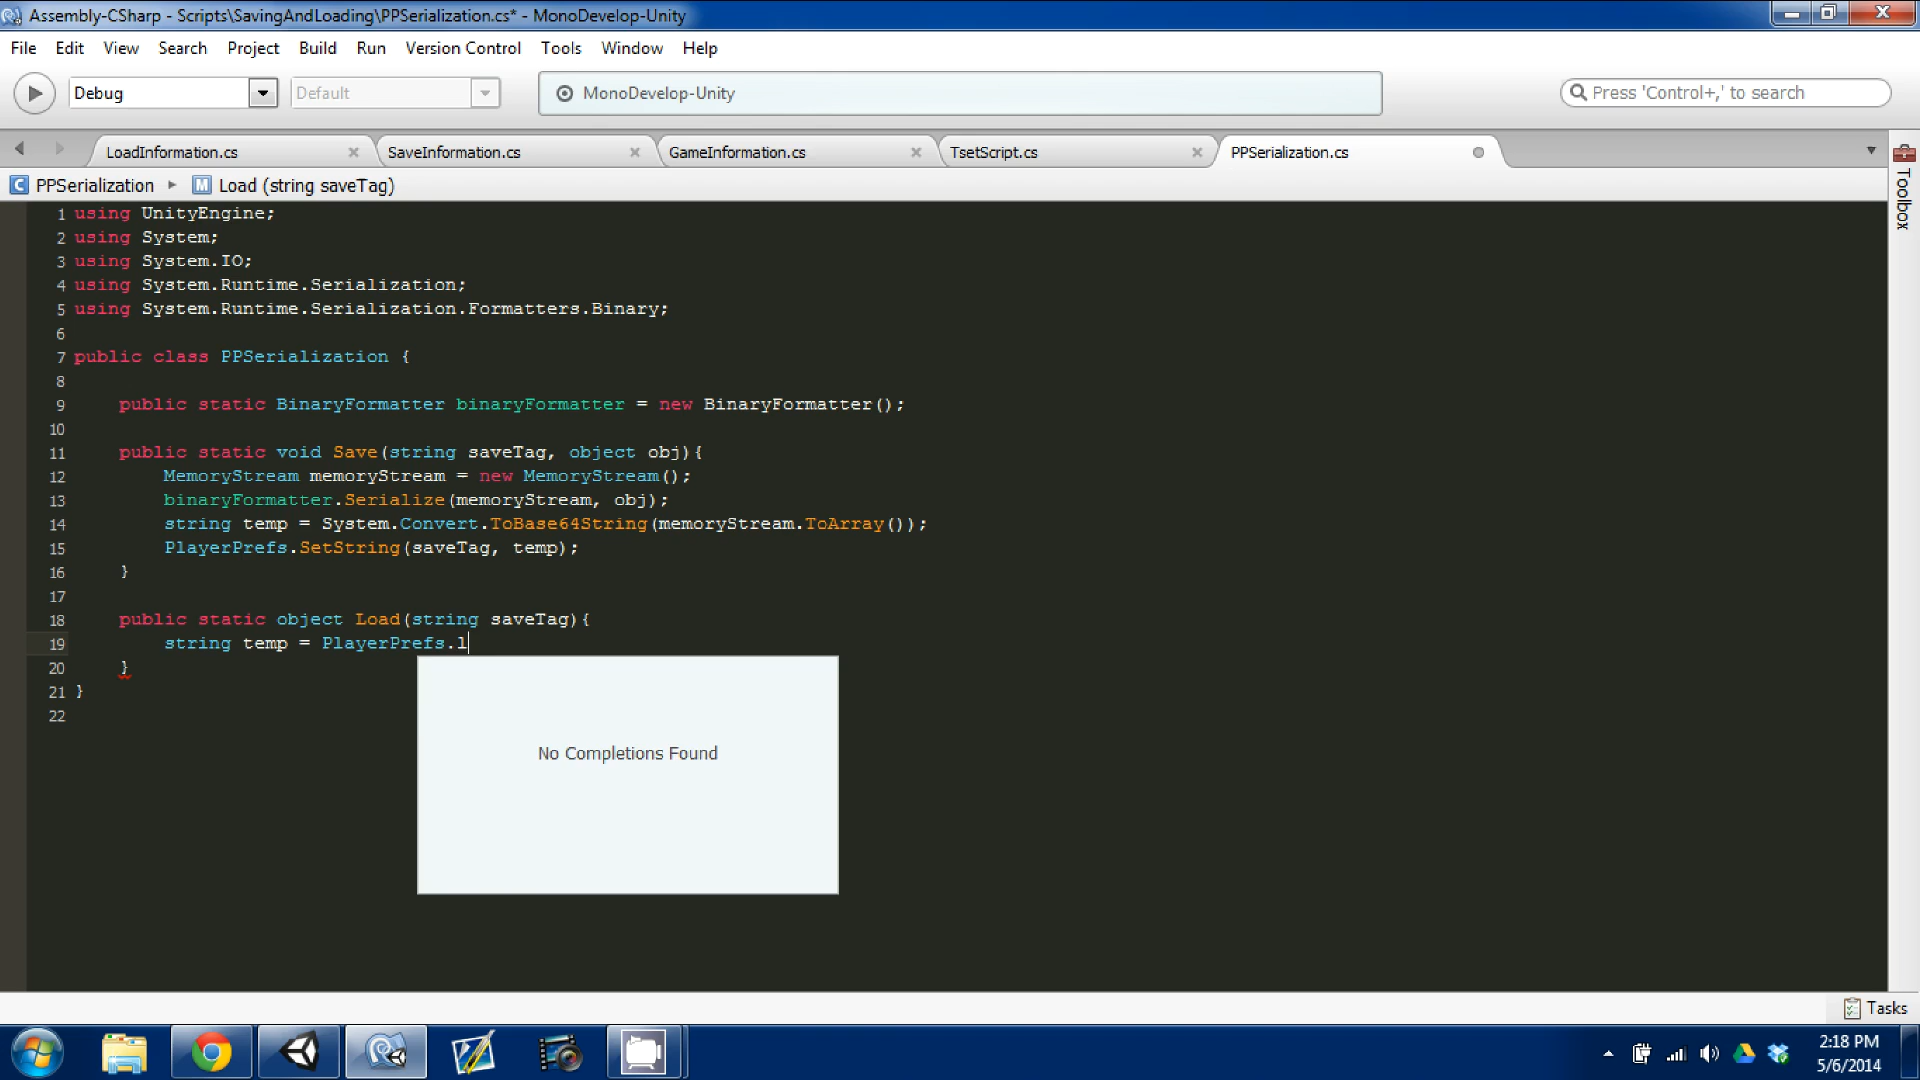 Assembly-CSharp - Scripts\SavingAndLoading\PPSerialization.cs* - MonoDevelop-Unity
File Edit View Search Project Build Run Version Control Tools Window Help
Debug Default MonoDevelop-Unity Press 'Control+,' to search
LoadInformation.cs SaveInformation.cs GameInformation.cs TsetScript.cs PPSerialization.cs
C PPSerialization M Load (string saveTag)
Toolbox
1 using UnityEngine;
2 using System;
3 using System.IO;
4 using System.Runtime.Serialization;
5 using System.Runtime.Serialization.Formatters.Binary;
6
7 public class PPSerialization {
8
9 public static BinaryFormatter binaryFormatter = new BinaryFormatter();
10
11 public static void Save(string saveTag, object obj){
12 MemoryStream memoryStream = new MemoryStream();
13 binaryFormatter.Serialize(memoryStream, obj);
14 string temp = System.Convert.ToBase64String(memoryStream.ToArray());
15 PlayerPrefs.SetString(saveTag, temp);
16 }
17
18 public static object Load(string saveTag){
19 string temp = PlayerPrefs.l
20 }
21 }
22
No Completions Found
Tasks
2:18 PM
5/6/2014